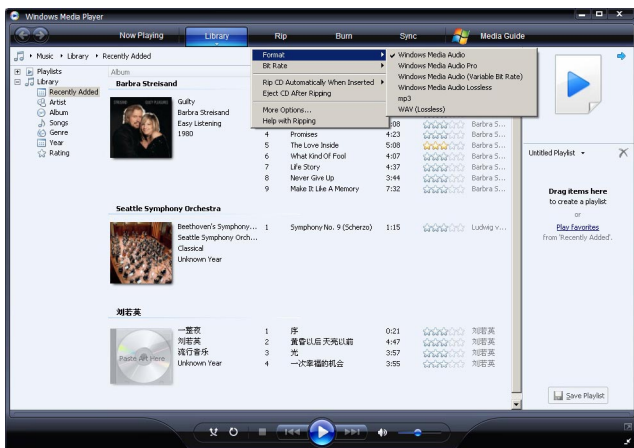 Windows Media Player
Now Playing Library Rip Burn Sync Media Guide
Music Library Recently Added
Playlists
Library
Recently Added
Artist
Album
Songs
Genre
Year
Rating
Format
Bit Rate
Rip CD Automatically When Inserted
Eject CD After Ripping
More Options...
Help with Ripping
Windows Media Audio
Windows Media Audio Pro
Windows Media Audio (Variable Bit Rate)
Windows Media Audio Lossless
mp3
WAV (Lossless)
Album
Barbra Streisand
Guilty
Barbra Streisand
Easy Listening
1980
:08 Barbra S...
4 Promises 4:23 Barbra S...
5 The Love Inside 5:08 Barbra S...
6 What Kind Of Fool 4:07 Barbra S...
7 Life Story 4:37 Barbra S...
8 Never Give Up 3:44 Barbra S...
9 Make It Like A Memory 7:32 Barbra S...
Seattle Symphony Orchestra
Beethoven's Symphony... 1 Symphony No. 9 (Scherzo) 1:15 Ludwig v...
Seattle Symphony Orch...
Classical
Unknown Year
刘若英
一整夜 1 序 0:21 刘若英
刘若英 2 黄昏以后天亮以前 4:47 刘若英
流行音乐 3 光 3:57 刘若英
Unknown Year 4 一次幸福的机会 3:55 刘若英
Paste Art Here
Untitled Playlist
Drag items here
to create a playlist
or
Play favorites
from 'Recently Added'.
Save Playlist